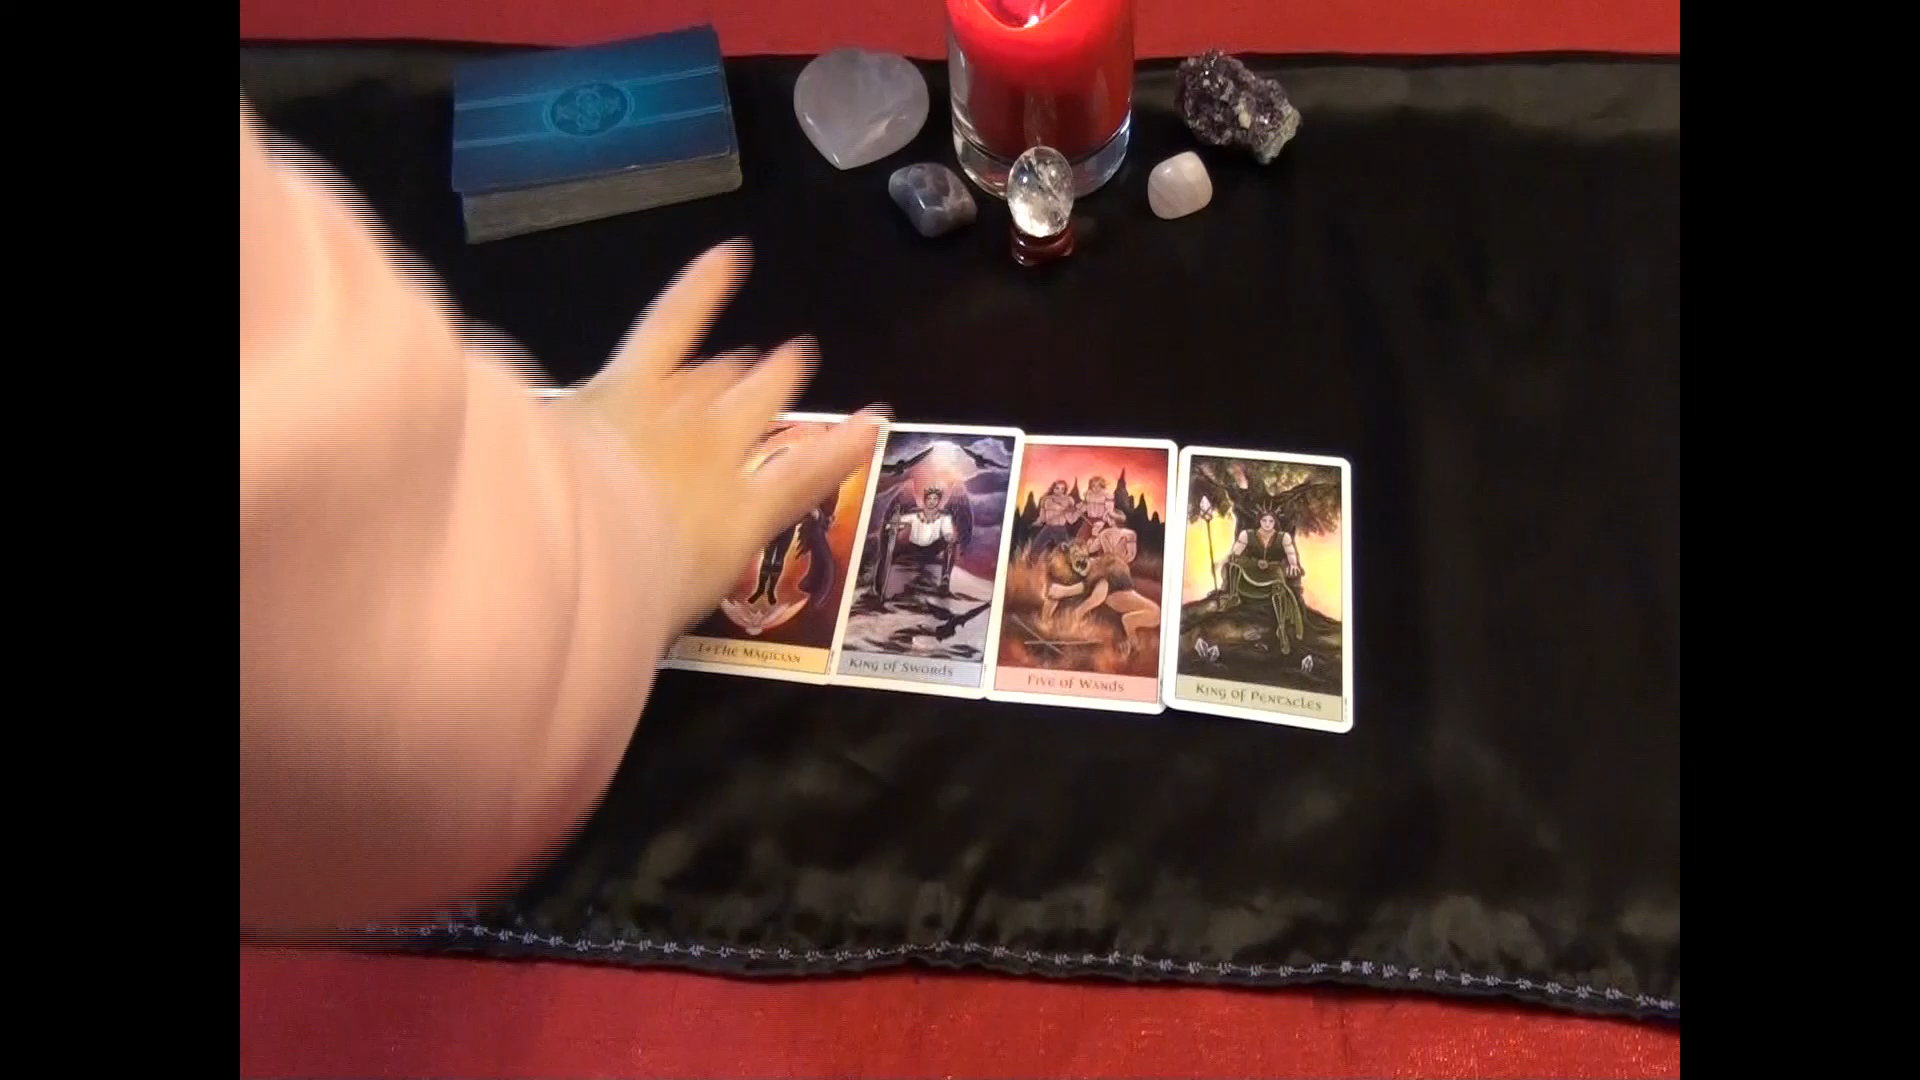 I • The Magician
King of Swords
Five of Wands
King of Pentacles